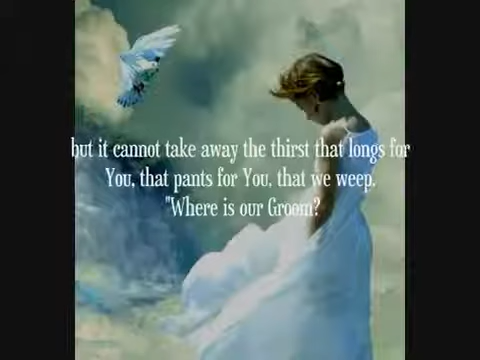 but it cannot take away the thirst that longs for
You, that pants for You, that we weep,
"Where is our Groom?